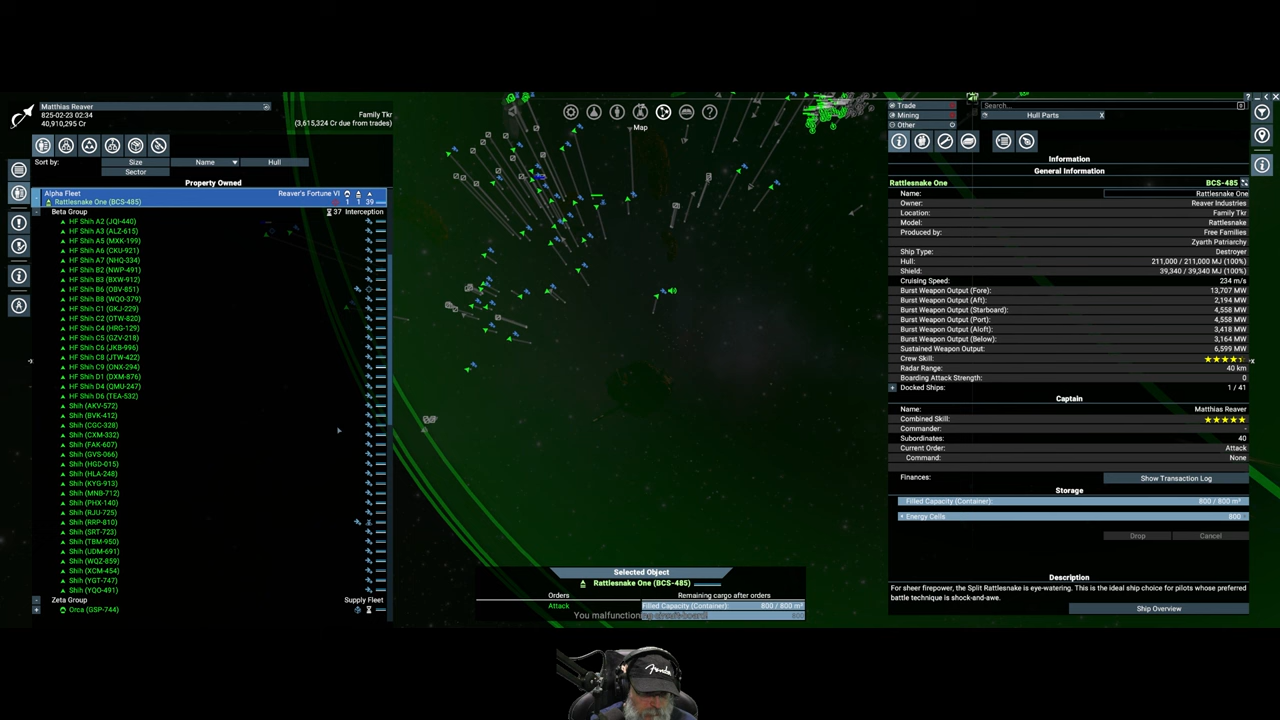 Matthias Reaver
825-02-23 02:34
40,910,295 Cr
Family Tkr
(3,615,324 Cr due from trades)
Sort by:
Size
Name
Hull
Sector
Property Owned
Alpha Fleet
Reaver's Fortune VI
Rattlesnake One (BCS-485)
1 1 39
Beta Group
37 Interception
HF Shih A2 (JQI-440)
HF Shih A3 (ALZ-615)
HF Shih A5 (MXK-199)
HF Shih A6 (CKU-921)
HF Shih A7 (NHQ-334)
HF Shih B2 (NWP-491)
HF Shih B3 (BXW-912)
HF Shih B6 (OBV-851)
HF Shih B8 (WQO-379)
HF Shih C1 (GKJ-229)
HF Shih C2 (OTW-820)
HF Shih C4 (HRG-129)
HF Shih C5 (GZV-218)
HF Shih C6 (JKB-996)
HF Shih C8 (JTW-422)
HF Shih C9 (ONX-294)
HF Shih D1 (DXM-876)
HF Shih D4 (QMU-247)
HF Shih D6 (TEA-532)
Shih (AKV-572)
Shih (BVK-412)
Shih (CGC-328)
Shih (CXM-332)
Shih (FAK-607)
Shih (GVS-066)
Shih (HGD-015)
Shih (HLA-248)
Shih (KYG-913)
Shih (MNB-712)
Shih (PHX-140)
Shih (RJU-725)
Shih (RRP-810)
Shih (SRT-723)
Shih (TBM-950)
Shih (UDM-691)
Shih (WQZ-859)
Shih (XCM-454)
Shih (YGT-747)
Shih (YQO-491)
Zeta Group
Supply Fleet
Orca (GSP-744)
Map
Selected Object
Rattlesnake One (BCS-485)
Orders
Remaining cargo after orders
Attack
Filled Capacity (Container):
800 / 800 m³
You malfunctioning circuit-board!
Trade
Mining
Other
Search...
Hull Parts
X
Information
General Information
Rattlesnake One
BCS-485
Name:
Rattlesnake One
Owner:
Reaver Industries
Location:
Family Tkr
Model:
Rattlesnake
Produced by:
Free Families
Zyarth Patriarchy
Ship Type:
Destroyer
Hull:
211,000 / 211,000 MJ (100%)
Shield:
39,340 / 39,340 MJ (100%)
Cruising Speed:
234 m/s
Burst Weapon Output (Fore):
13,707 MW
Burst Weapon Output (Aft):
2,194 MW
Burst Weapon Output (Starboard):
4,558 MW
Burst Weapon Output (Port):
4,558 MW
Burst Weapon Output (Aloft):
3,418 MW
Burst Weapon Output (Below):
3,164 MW
Sustained Weapon Output:
6,599 MW
Crew Skill:
Radar Range:
40 km
Boarding Attack Strength:
0
Docked Ships:
1 / 41
Captain
Name:
Matthias Reaver
Combined Skill:
Commander:
-
Subordinates:
40
Current Order:
Attack
Command:
None
Finances:
Show Transaction Log
Storage
Filled Capacity (Container):
800 / 800 m³
Energy Cells
800
Drop
Cancel
Description
For sheer firepower, the Split Rattlesnake is eye-watering. This is the ideal ship choice for pilots whose preferred
battle technique is shock-and-awe.
Ship Overview
Fender